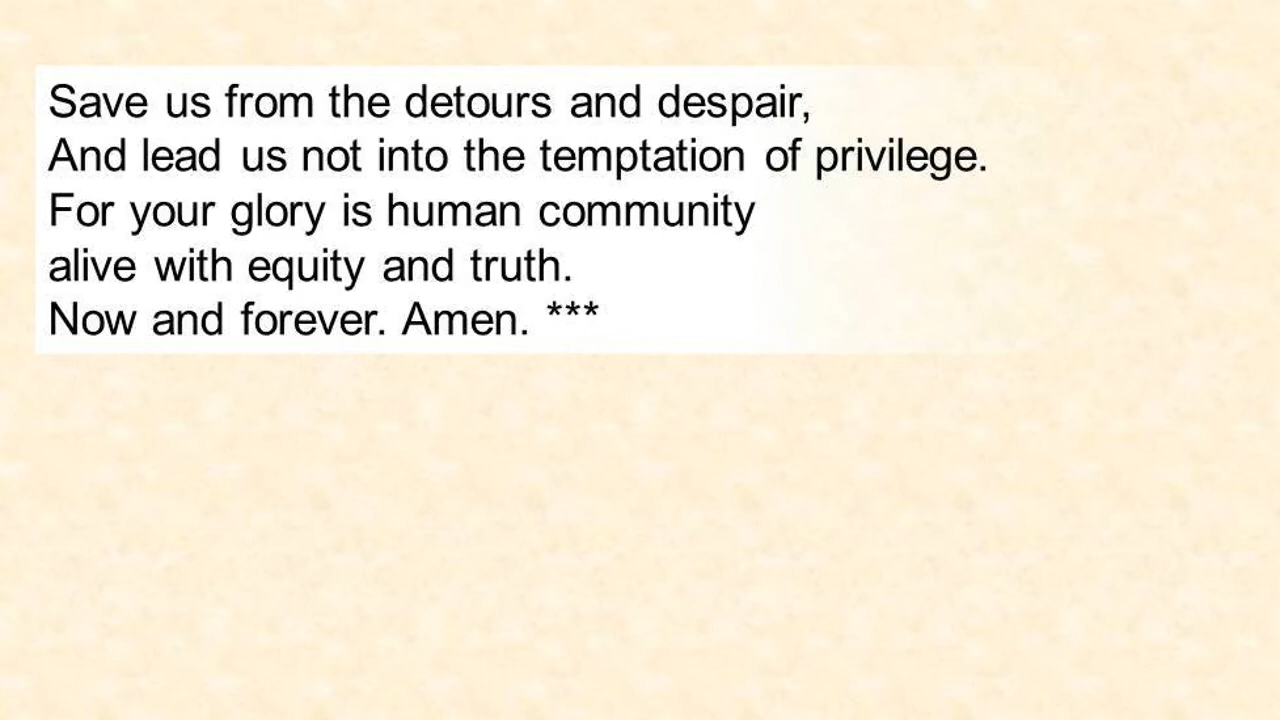 Save us from the detours and despair,
And lead us not into the temptation of privilege.
For your glory is human community
alive with equity and truth.
Now and forever. Amen. ***